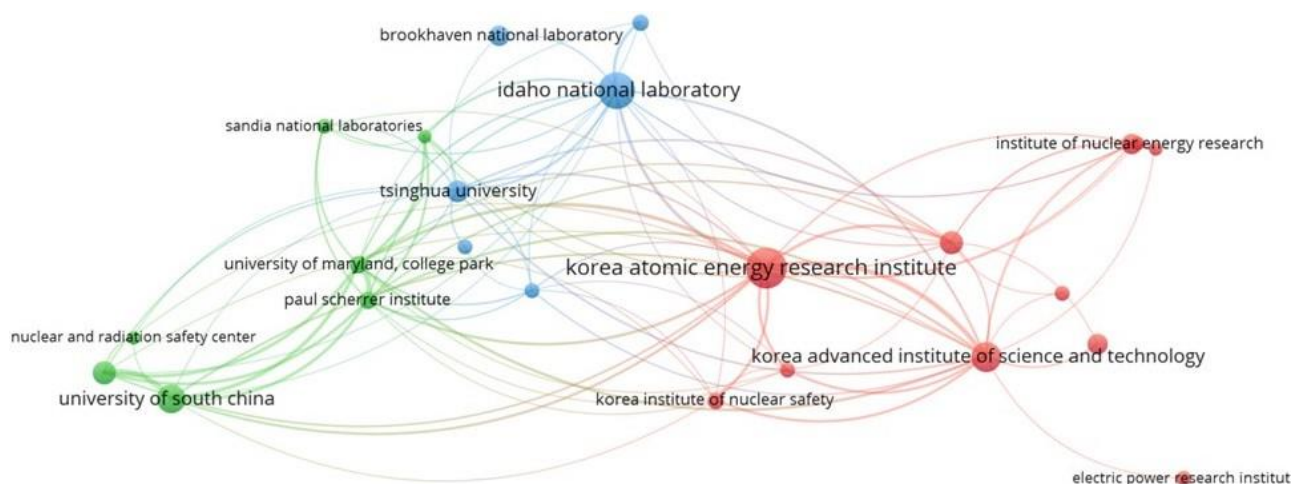 brookhaven national laboratory
idaho national laboratory
sandia national laboratories
institute of nuclear energy research
tsinghua university
university of maryland, college park
korea atomic energy research institute
paul scherrer institute
nuclear and radiation safety center
korea advanced institute of science and technology
university of south china
korea institute of nuclear safety
electric power research institut